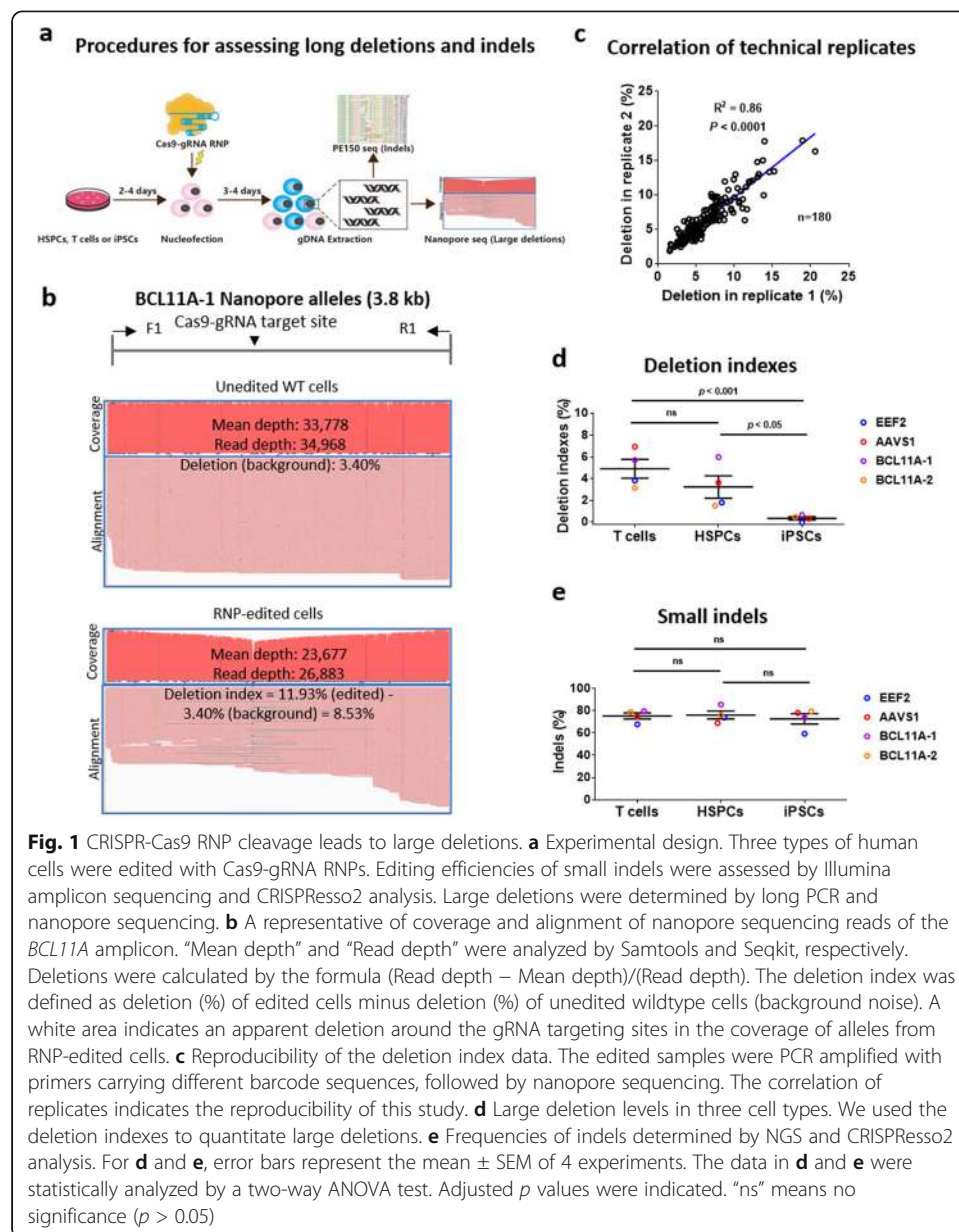 a
Procedures for assessing long deletions and indels
Cas9-gRNA RNP
PE150 seq (Indels)
2-4 days
3-4 days
HSPCs, T cells or iPSCs
Nucleofection
gDNA Extraction
Nanopore seq (Large deletions)
b
BCL11A-1 Nanopore alleles (3.8 kb)
F1
Cas9-gRNA target site
R1
Unedited WT cells
Coverage
Mean depth: 33,778
Read depth: 34,968
Alignment
Deletion (background): 3.40%
RNP-edited cells
Coverage
Mean depth: 23,677
Read depth: 26,883
Alignment
Deletion index = 11.93% (edited) -
3.40% (background) = 8.53%
c
Correlation of technical replicates
Deletion in replicate 2 (%)
25
20
15
10
5
0
R² = 0.86
P < 0.0001
n=180
0 5 10 15 20 25
Deletion in replicate 1 (%)
d
Deletion indexes
p < 0.001
ns
p < 0.05
Deletion indexes (%)
10
8
6
4
2
0
EEF2
AAVS1
BCL11A-1
BCL11A-2
T cells HSPCs iPSCs
e
Small indels
ns
ns
ns
Indels (%)
100
80
60
40
20
0
EEF2
AAVS1
BCL11A-1
BCL11A-2
T cells HSPCs iPSCs
Fig. 1 CRISPR-Cas9 RNP cleavage leads to large deletions. a Experimental design. Three types of human
cells were edited with Cas9-gRNA RNPs. Editing efficiencies of small indels were assessed by Illumina
amplicon sequencing and CRISPResso2 analysis. Large deletions were determined by long PCR and
nanopore sequencing. b A representative of coverage and alignment of nanopore sequencing reads of the
BCL11A amplicon. “Mean depth” and “Read depth” were analyzed by Samtools and Seqkit, respectively.
Deletions were calculated by the formula (Read depth − Mean depth)/(Read depth). The deletion index was
defined as deletion (%) of edited cells minus deletion (%) of unedited wildtype cells (background noise). A
white area indicates an apparent deletion around the gRNA targeting sites in the coverage of alleles from
RNP-edited cells. c Reproducibility of the deletion index data. The edited samples were PCR amplified with
primers carrying different barcode sequences, followed by nanopore sequencing. The correlation of
replicates indicates the reproducibility of this study. d Large deletion levels in three cell types. We used the
deletion indexes to quantitate large deletions. e Frequencies of indels determined by NGS and CRISPResso2
analysis. For d and e, error bars represent the mean ± SEM of 4 experiments. The data in d and e were
statistically analyzed by a two-way ANOVA test. Adjusted p values were indicated. “ns” means no
significance (p > 0.05)